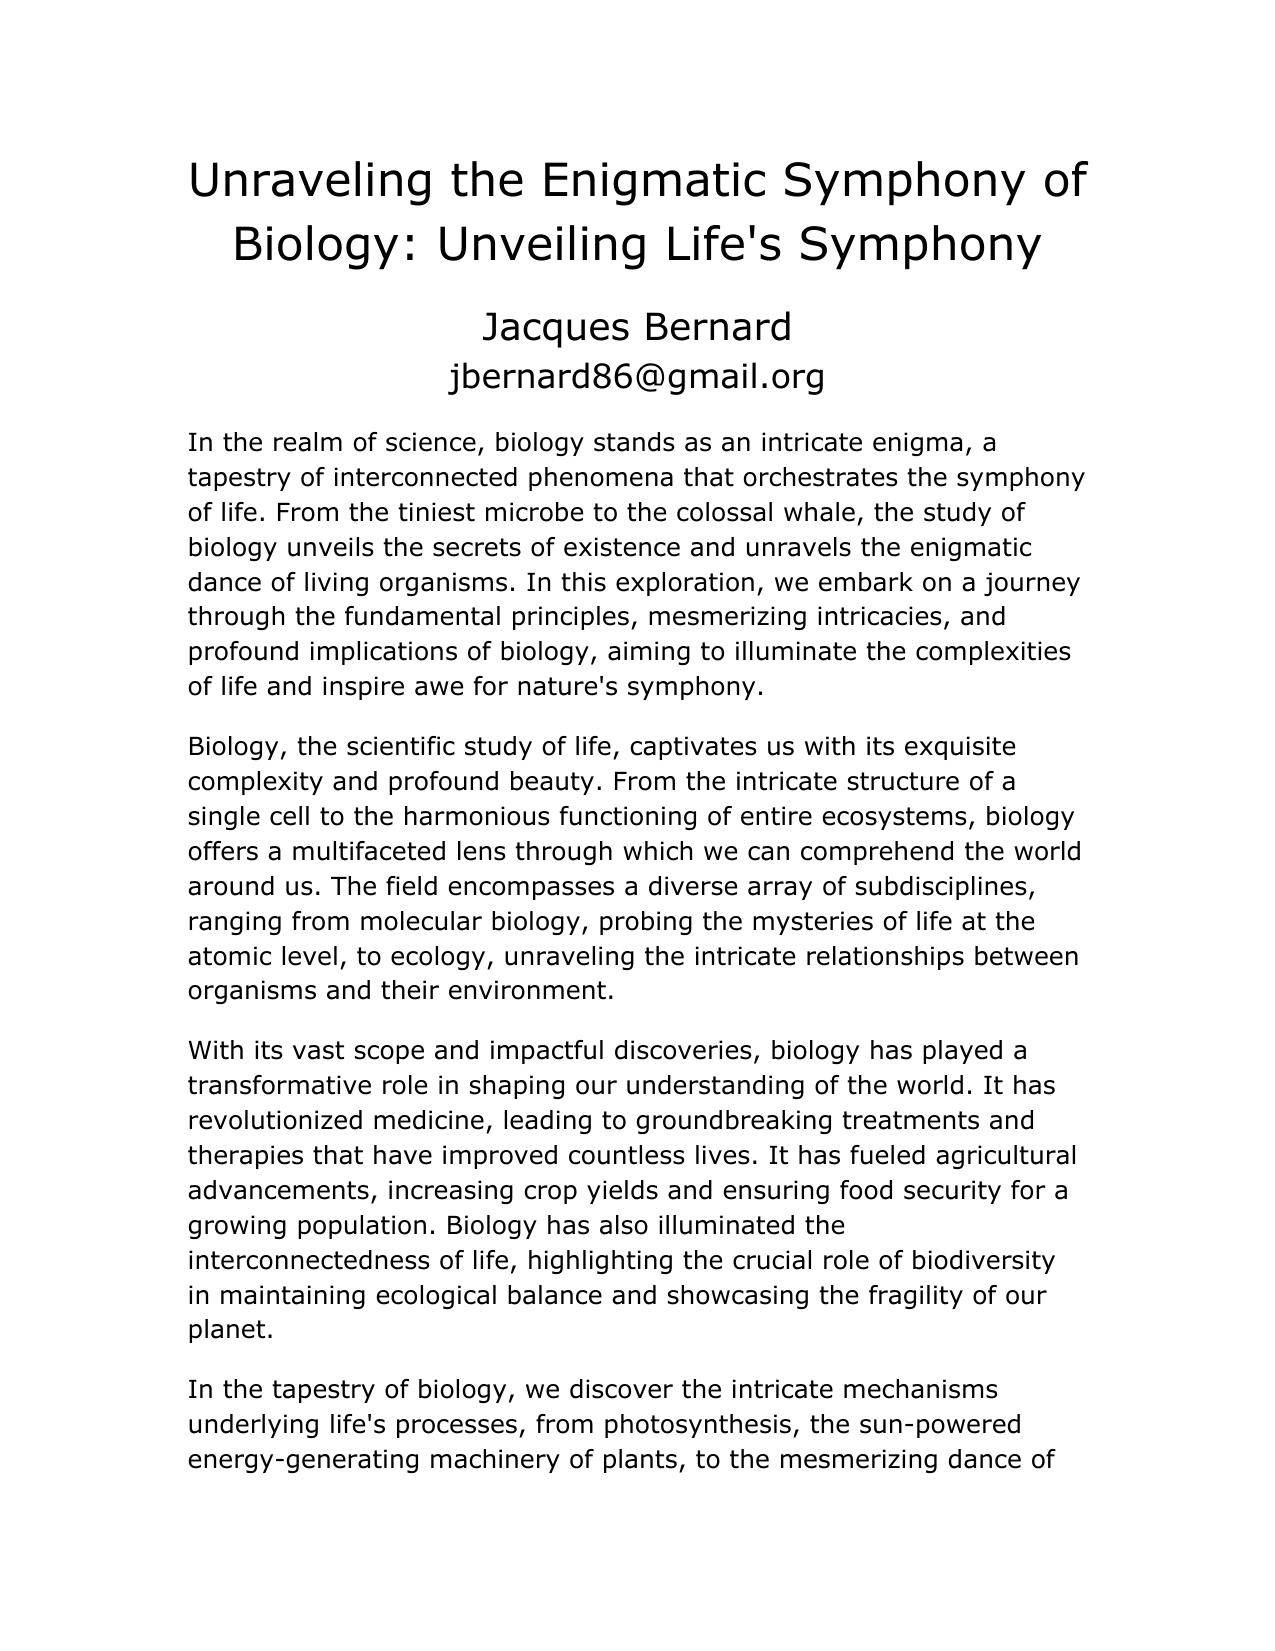 Unraveling the Enigmatic Symphony of
Biology: Unveiling Life's Symphony
Jacques Bernard
jbernard86@gmail.org
In the realm of science, biology stands as an intricate enigma, a
tapestry of interconnected phenomena that orchestrates the symphony
of life. From the tiniest microbe to the colossal whale, the study of
biology unveils the secrets of existence and unravels the enigmatic
dance of living organisms. In this exploration, we embark on a journey
through the fundamental principles, mesmerizing intricacies, and
profound implications of biology, aiming to illuminate the complexities
of life and inspire awe for nature's symphony.
Biology, the scientific study of life, captivates us with its exquisite
complexity and profound beauty. From the intricate structure of a
single cell to the harmonious functioning of entire ecosystems, biology
offers a multifaceted lens through which we can comprehend the world
around us. The field encompasses a diverse array of subdisciplines,
ranging from molecular biology, probing the mysteries of life at the
atomic level, to ecology, unraveling the intricate relationships between
organisms and their environment.
With its vast scope and impactful discoveries, biology has played a
transformative role in shaping our understanding of the world. It has
revolutionized medicine, leading to groundbreaking treatments and
therapies that have improved countless lives. It has fueled agricultural
advancements, increasing crop yields and ensuring food security for a
growing population. Biology has also illuminated the
interconnectedness of life, highlighting the crucial role of biodiversity
in maintaining ecological balance and showcasing the fragility of our
planet.
In the tapestry of biology, we discover the intricate mechanisms
underlying life's processes, from photosynthesis, the sun-powered
energy-generating machinery of plants, to the mesmerizing dance of